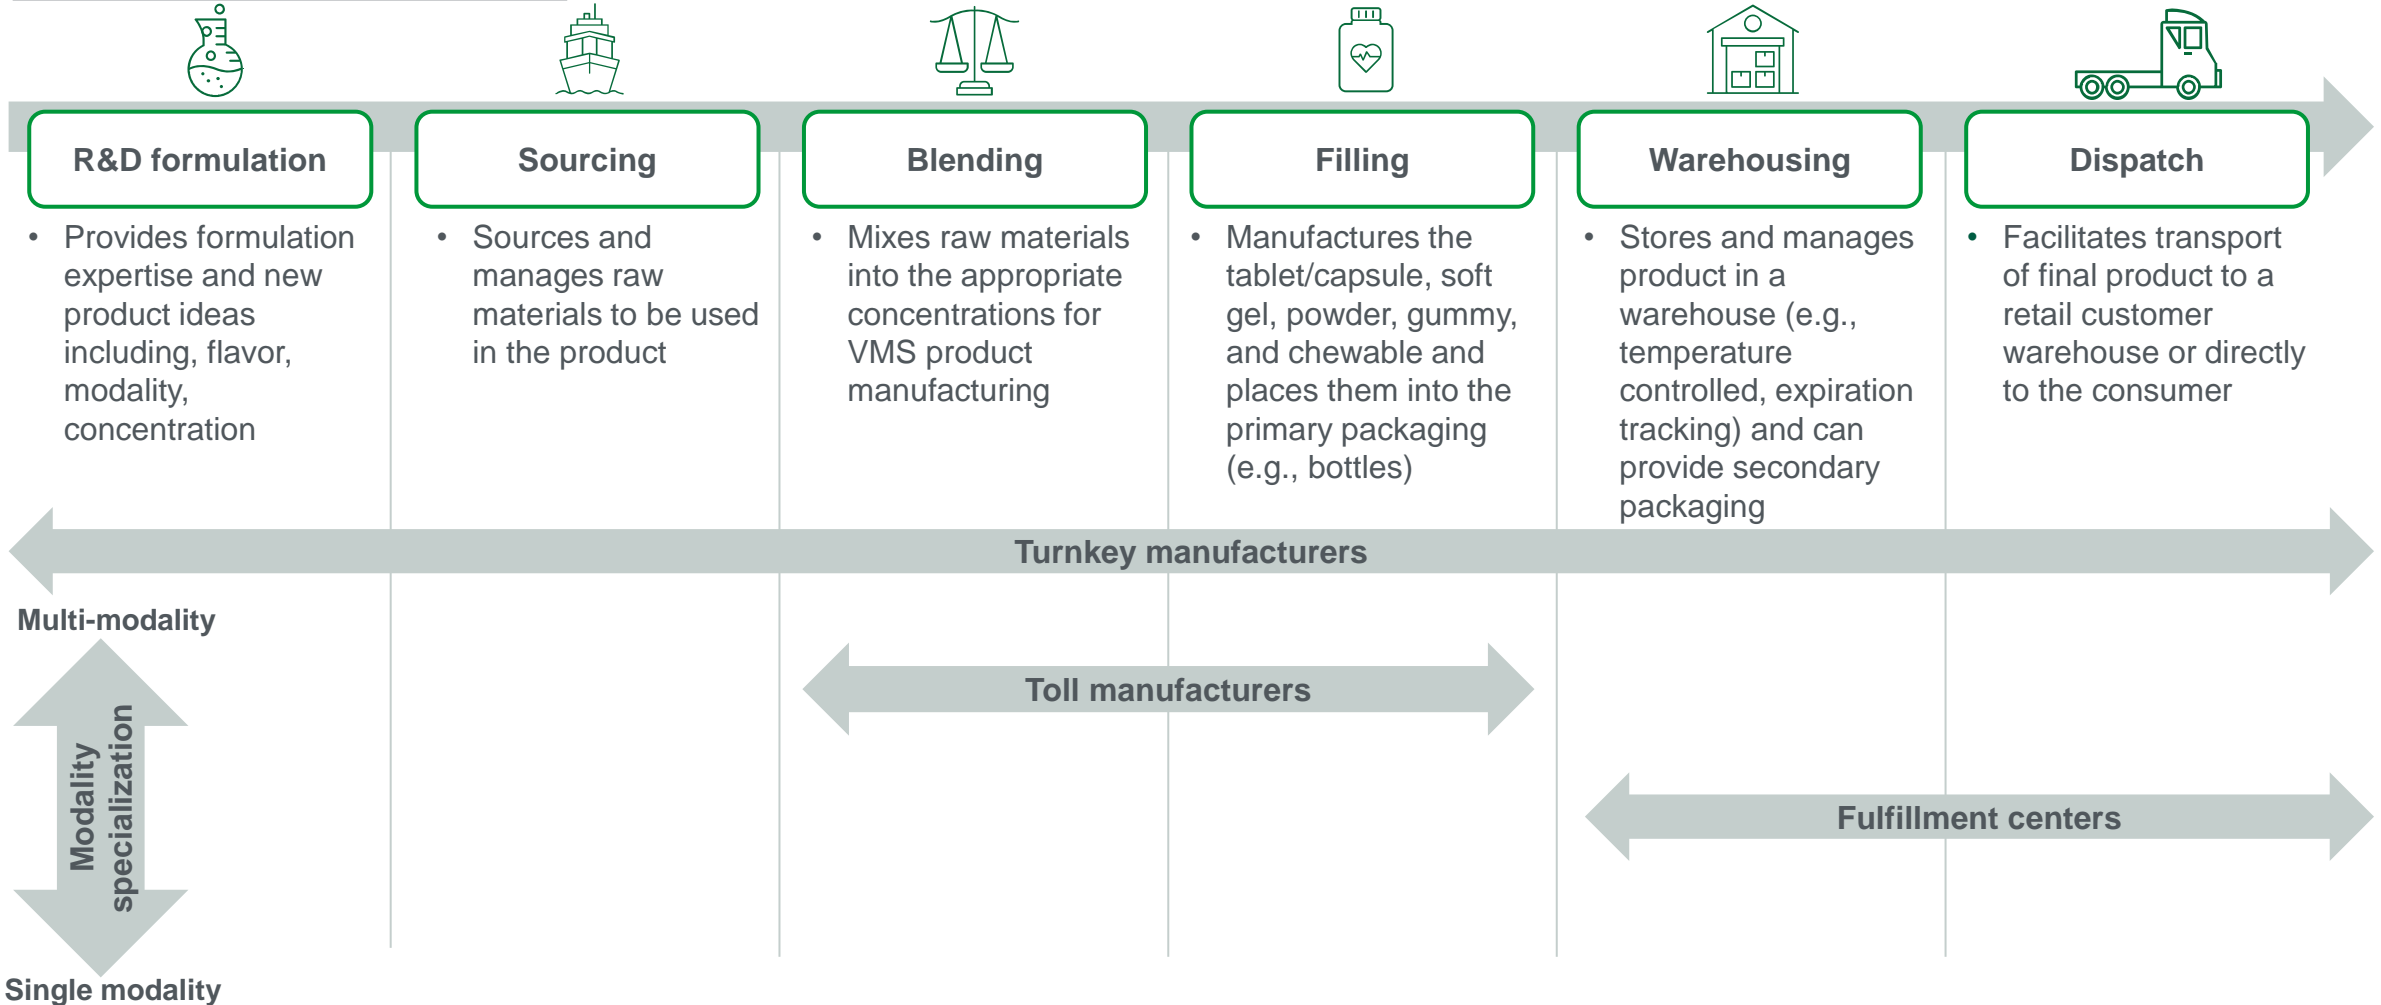 R&D formulation
Sourcing
Blending
Filling
Warehousing
Dispatch
• Provides formulation
expertise and new
product ideas
including, flavor,
modality,
concentration
• Sources and
manages raw
materials to be used
in the product
• Mixes raw materials
into the appropriate
concentrations for
VMS product
manufacturing
• Manufactures the
tablet/capsule, soft
gel, powder, gummy,
and chewable and
places them into the
primary packaging
(e.g., bottles)
• Stores and manages
product in a
warehouse (e.g.,
temperature
controlled, expiration
tracking) and can
provide secondary
packaging
• Facilitates transport
of final product to a
retail customer
warehouse or directly
to the consumer
Turnkey manufacturers
Multi-modality
Toll manufacturers
Modality
specialization
Fulfillment centers
Single modality